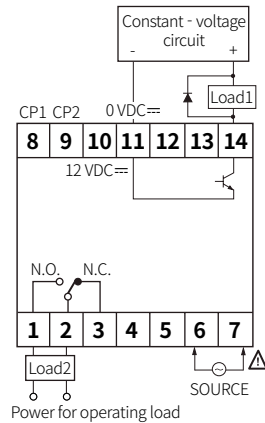 Constant - voltage
circuit
- +
Load1
CP1 CP2 0 VDC⎓
8 9 10 11 12 13 14
12 VDC⎓
N.O. N.C.
1 2 3 4 5 6 7
Load2
SOURCE
Power for operating load